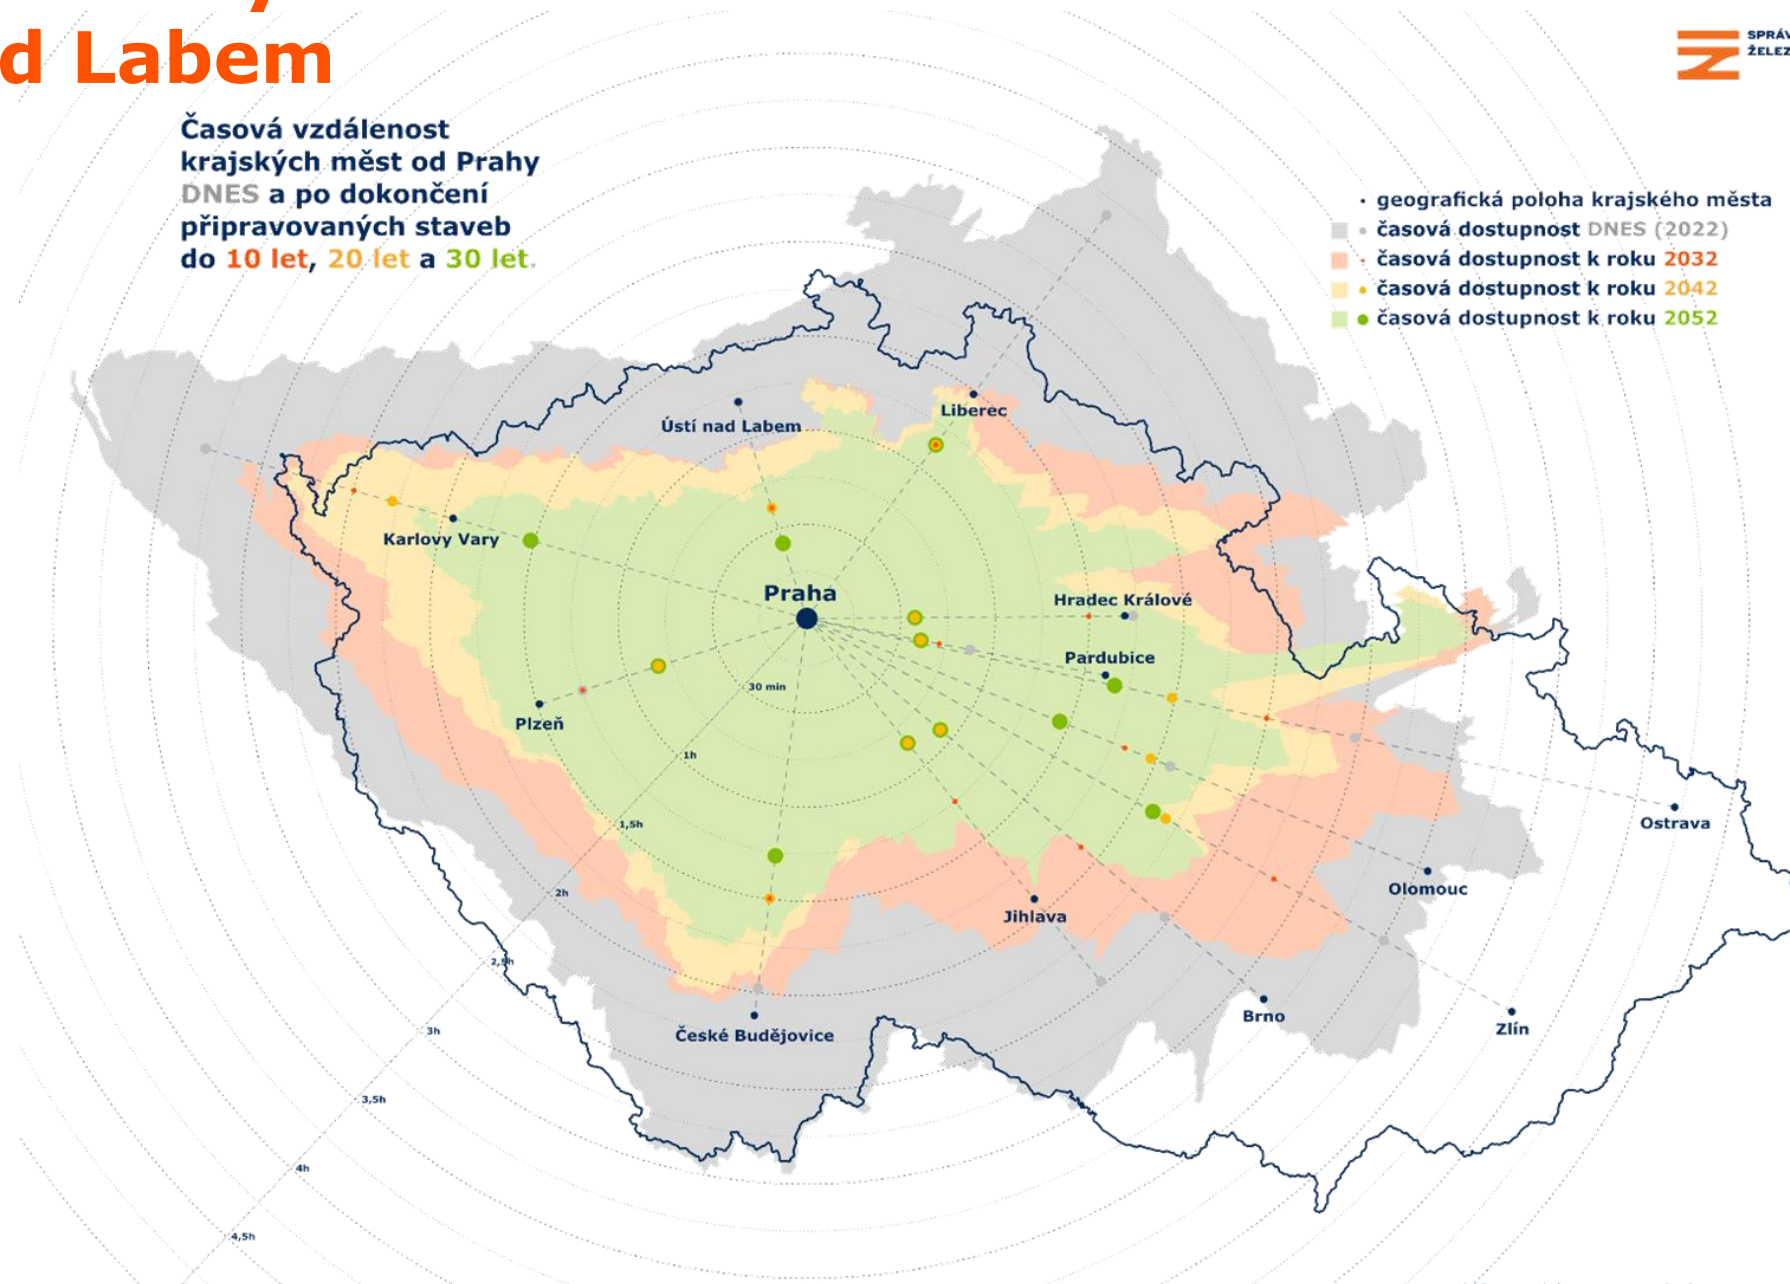 d Labem
SPRÁV
ŽELEZ
Časová vzdálenost
krajských měst od Prahy
DNES a po dokončení
připravovaných staveb
do 10 let, 20 let a 30 let.
geografická poloha krajského města
časová dostupnost DNES (2022)
časová dostupnost k roku 2032
časová dostupnost k roku 2042
časová dostupnost k roku 2052
Liberec
Ústí nad Labem
Karlovy Vary
Praha
Hradec Králové
Pardubice
30 min
Plzeň
1h
1,5h
Ostrava
2h
Olomouc
Jihlava
2,5h
Brno
Zlín
3h
České Budějovice
3,5h
4h
4,5h